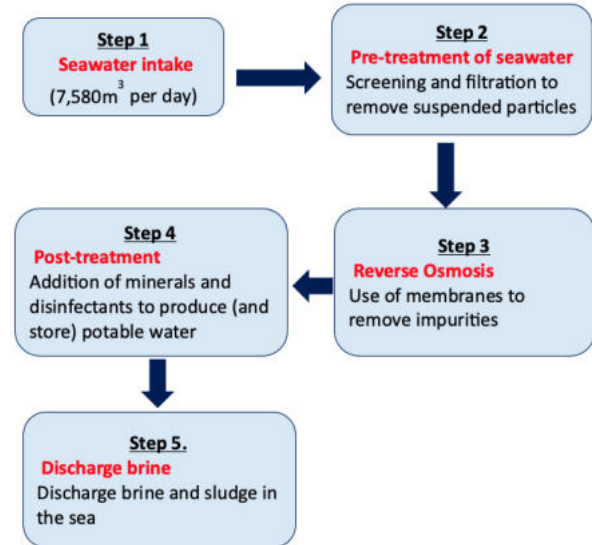 Step 1
Seawater intake
(7,580m³ per day)
Step 2
Pre-treatment of seawater
Screening and filtration to
remove suspended particles
Step 3
Reverse Osmosis
Use of membranes to
remove impurities
Step 4
Post-treatment
Addition of minerals and
disinfectants to produce (and
store) potable water
Step 5.
Discharge brine
Discharge brine and sludge in
the sea